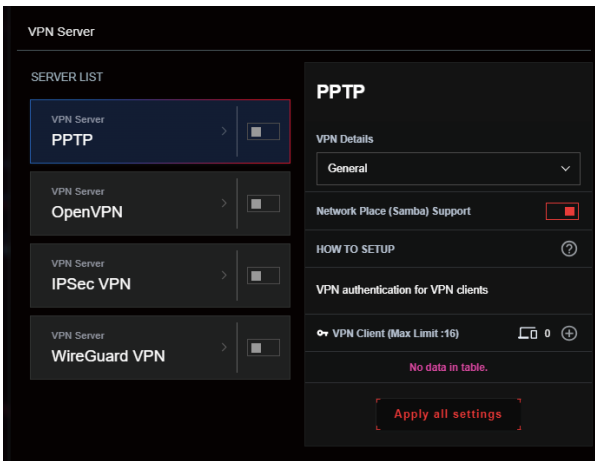 VPN Server
SERVER LIST
VPN Server
PPTP
VPN Server
OpenVPN
VPN Server
IPSec VPN
VPN Server
WireGuard VPN
PPTP
VPN Details
General
Network Place (Samba) Support
HOW TO SETUP
?
VPN authentication for VPN clients
VPN Client (Max Limit :16) 0
No data in table.
Apply all settings